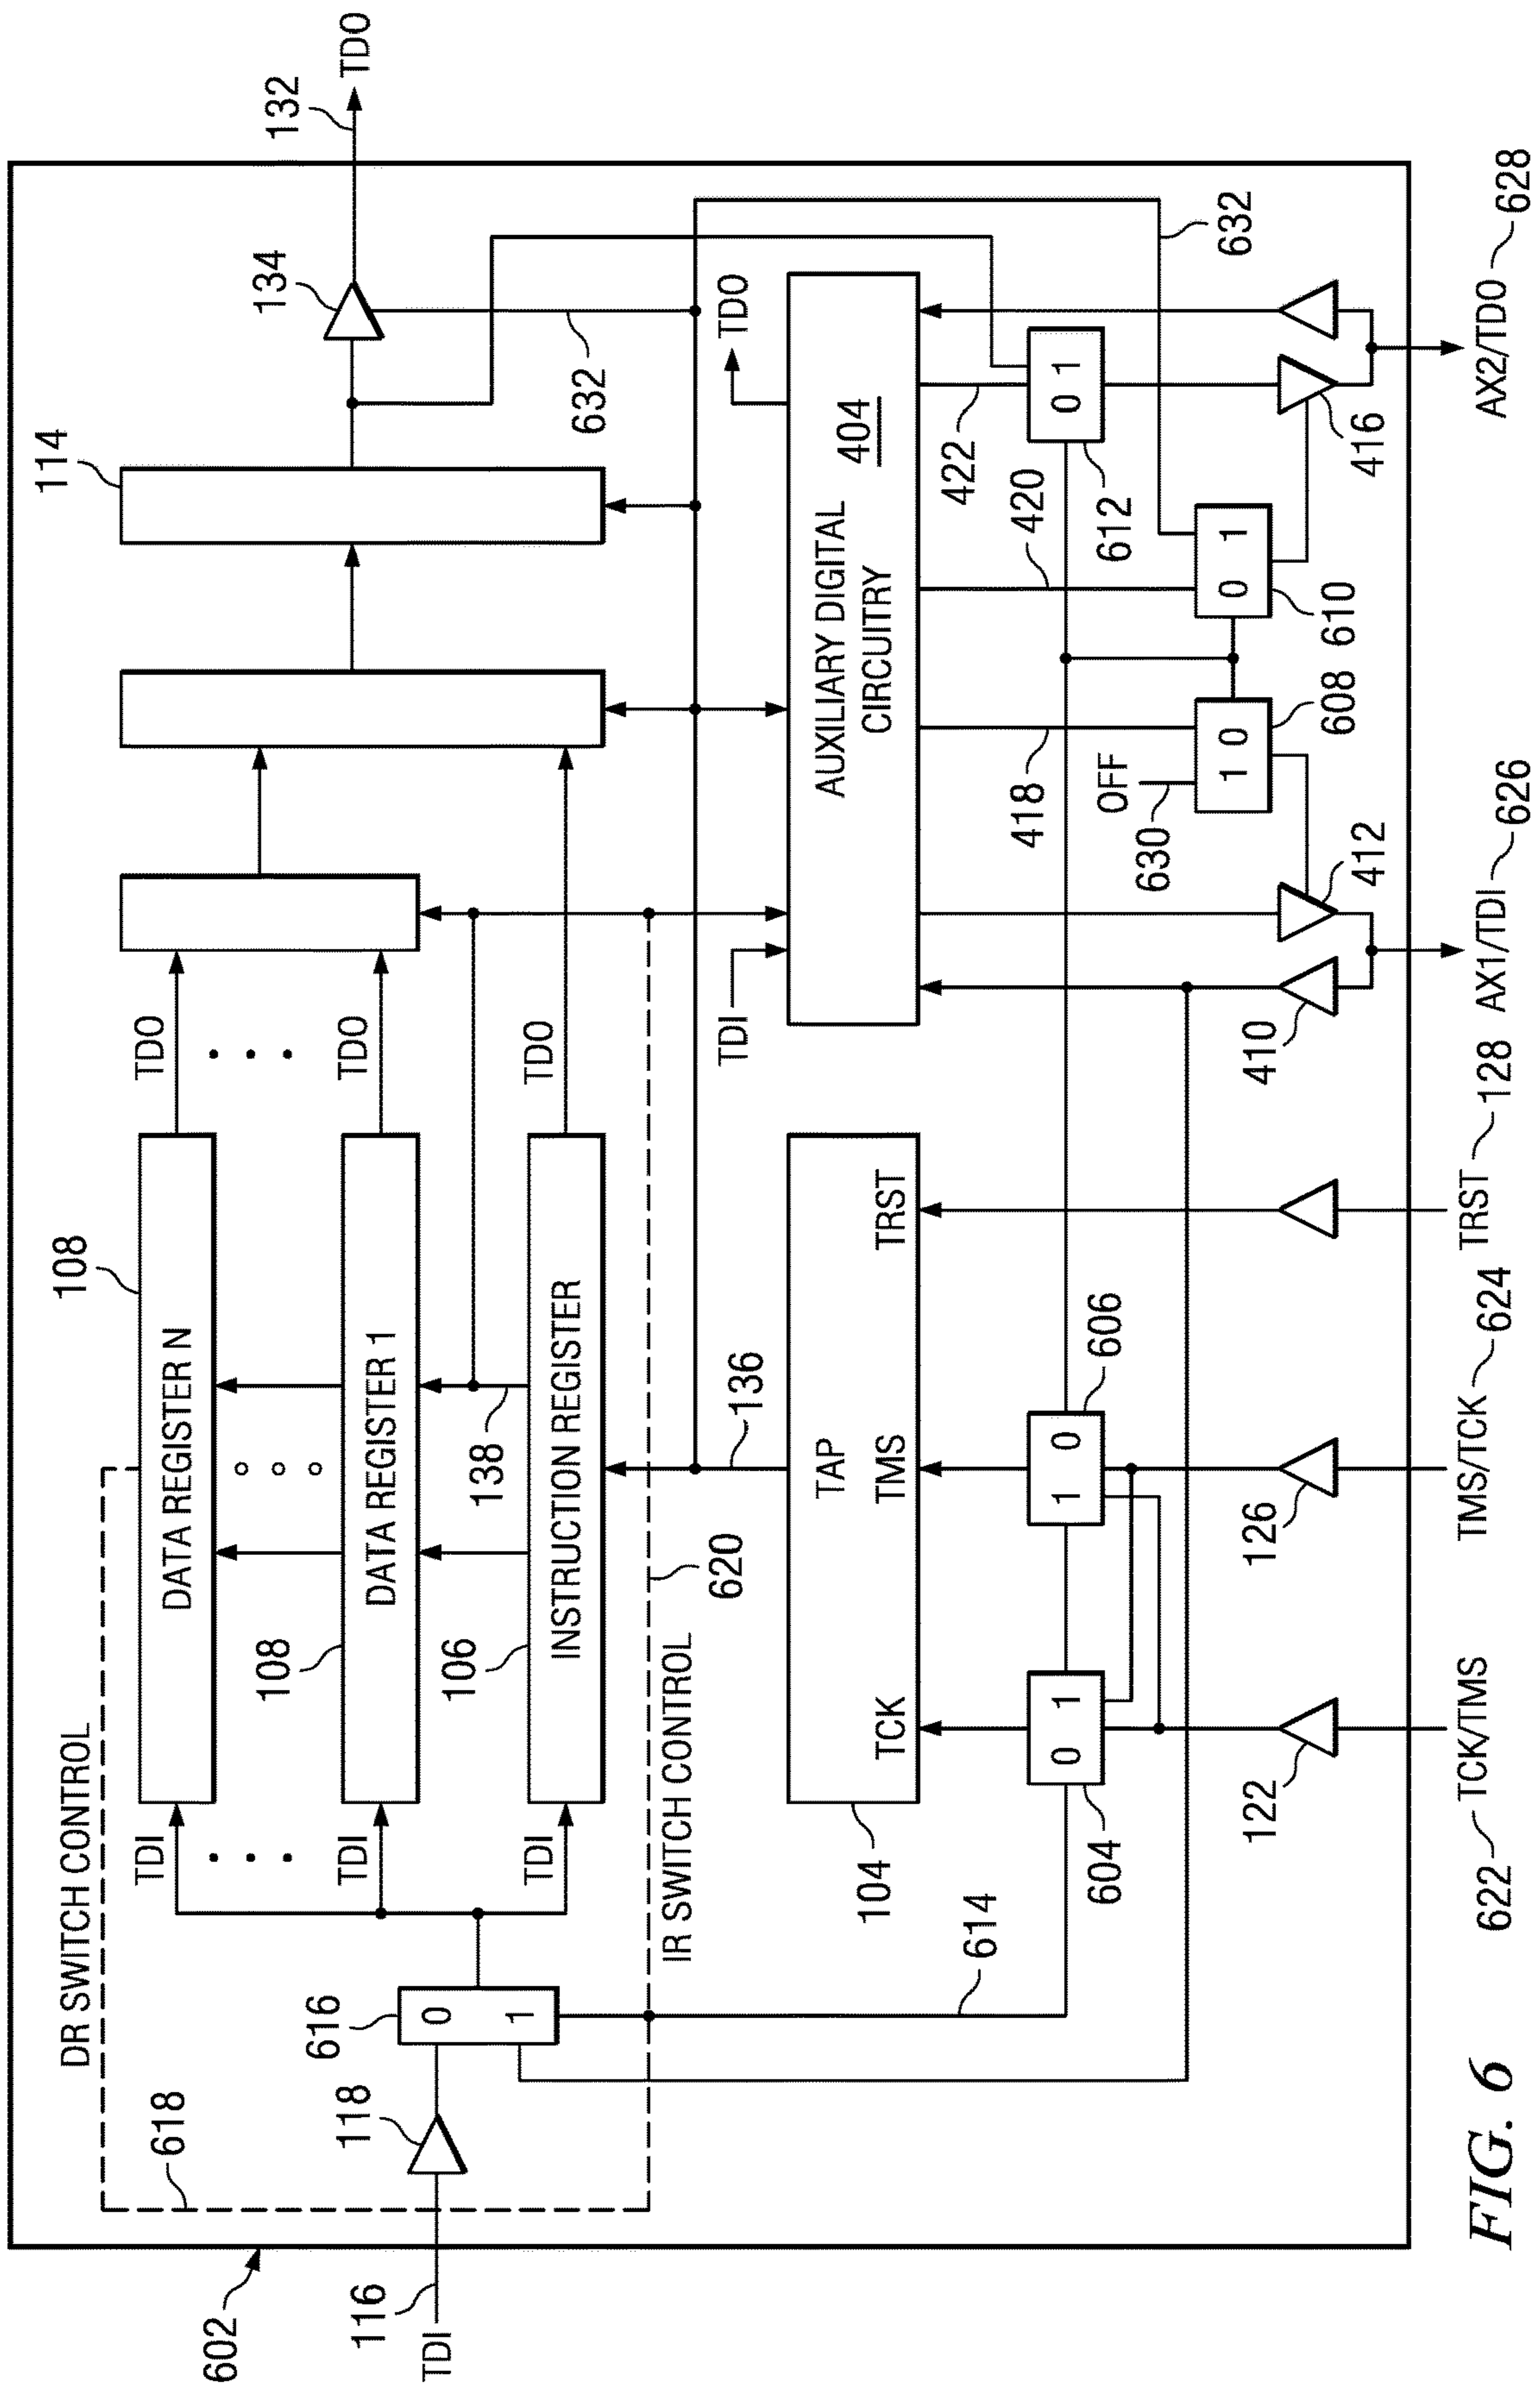 602
116
TDI
618
DR SWITCH CONTROL
118
616
0
1
TDI
TDI
TDI
108
DATA REGISTER N
108
DATA REGISTER 1
106
INSTRUCTION REGISTER
138
TDO
TDO
TDO
114
134
132
TDO
632
IR SWITCH CONTROL
620
136
614
104
TCK
TAP
TMS
TRST
TDI
AUXILIARY DIGITAL
CIRCUITRY
404
TDO
604
0 1
606
1 0
418
OFF
630
1 0
608
420
0 1
610
422
0 1
612
632
122
126
410
412
416
622
TCK/TMS
TMS/TCK
624
TRST
128
AX1/TDI
626
AX2/TDO
628
FIG. 6